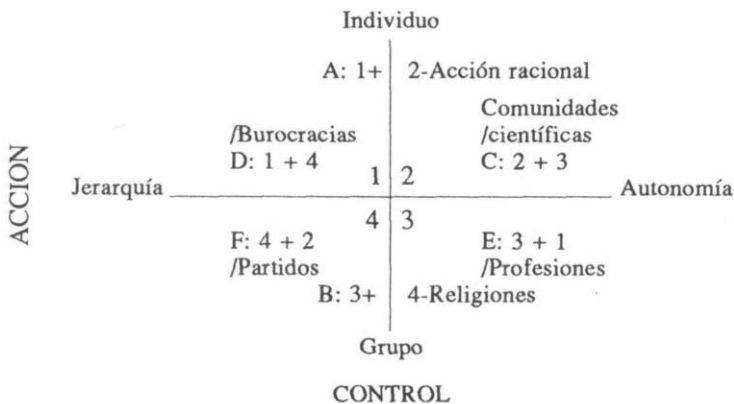 Individuo
A: 1+ 2-Acción racional
Comunidades
/Burocracias /científicas
D: 1 + 4 C: 2 + 3
1 2
ACCION
Jerarquía Autonomía
4 3
F: 4 + 2 E: 3 + 1
/Partidos /Profesiones
B: 3+ 4-Religiones
Grupo
CONTROL